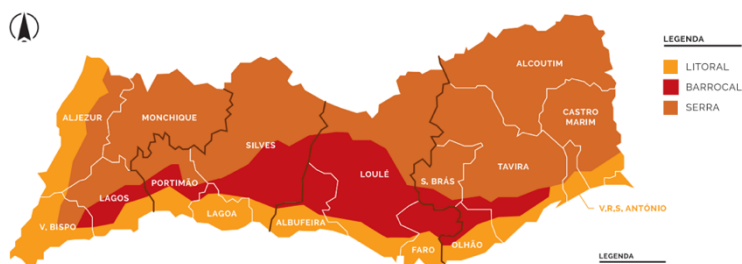 LEGENDA
LITORAL
BARROCAL
SERRA
ALCOUTIM
ALJEZUR
MONCHIQUE
CASTRO
MARIM
SILVES
TAVIRA
LOULÉ
S. BRÁS
PORTIMÃO
LAGOS
V.R.S. ANTÓNIO
LAGOA
ALBUFEIRA
V. BISPO
FARO
OLHÃO
LEGENDA